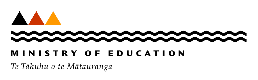 MINISTRY OF EDUCATION
Te Tāhuhu o te Mātauranga